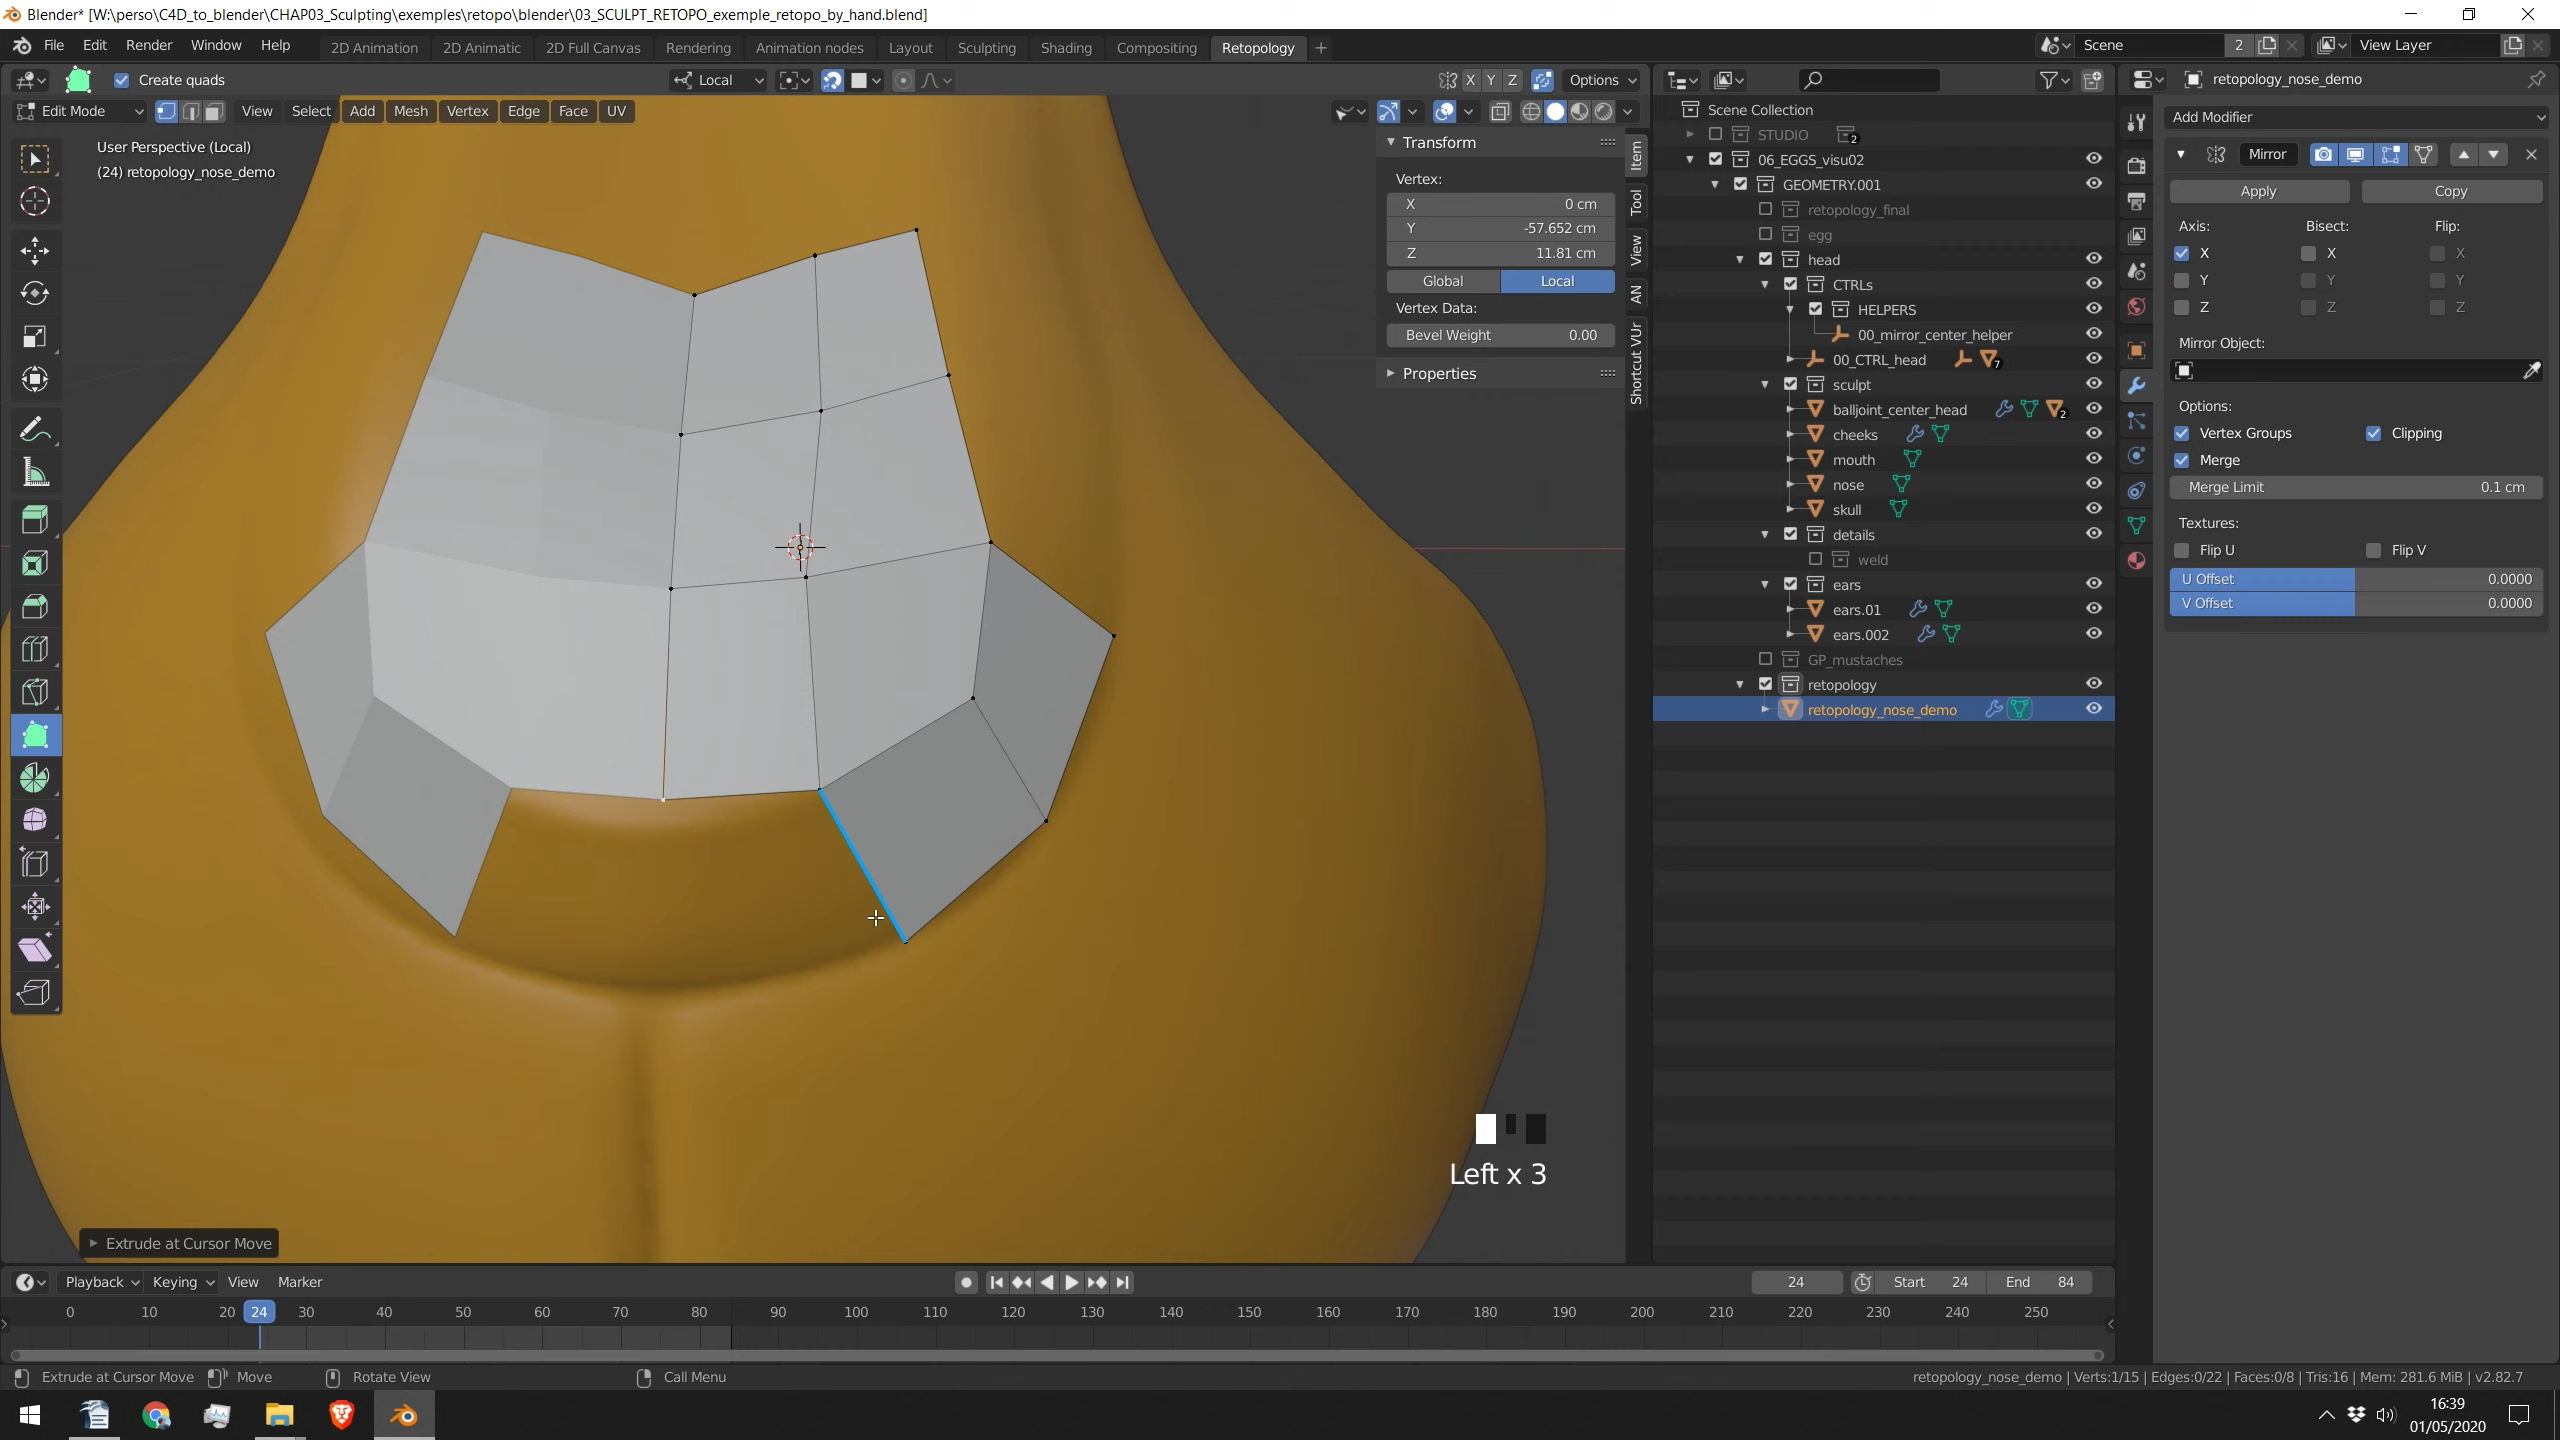 Blender* [W:\perso\C4D_to_blender\CHAP03_Sculpting\exemples\retopo\blender\03_SCULPT_RETOPO_exemple_retopo_by_hand.blend]
File Edit Render Window Help 2D Animation 2D Animatic 2D Full Canvas Rendering Animation nodes Layout Sculpting Shading Compositing Retopology + Scene 2 View Layer
Create quads Local X Y Z Options
retopology_nose_demo
Edit Mode View Select Add Mesh Vertex Edge Face UV
User Perspective (Local)
(24) retopology_nose_demo
Transform
Vertex:
X 0 cm
Y -57.652 cm
Z 11.81 cm
Global Local
Vertex Data:
Bevel Weight 0.00
Properties
Item
Tool
View
AN
Shortcut VUr
Scene Collection
STUDIO 2
06_EGGS_visu02
GEOMETRY.001
retopology_final
egg
head
CTRLs
HELPERS
00_mirror_center_helper
00_CTRL_head 7
sculpt
balljoint_center_head 2
cheeks
mouth
nose
skull
details
weld
ears
ears.01
ears.002
GP_mustaches
retopology
retopology_nose_demo
Add Modifier
Mirror
Apply Copy
Axis: Bisect: Flip:
X X X
Y Y Y
Z Z Z
Mirror Object:
Options:
Vertex Groups Clipping
Merge
Merge Limit 0.1 cm
Textures:
Flip U Flip V
U Offset 0.0000
V Offset 0.0000
Left x 3
Extrude at Cursor Move
Playback Keying View Marker 24 Start 24 End 84
0 10 20 24 30 40 50 60 70 80 90 100 110 120 130 140 150 160 170 180 190 200 210 220 230 240 250
Extrude at Cursor Move Move Rotate View Call Menu retopology_nose_demo | Verts:1/15 | Edges:0/22 | Faces:0/8 | Tris:16 | Mem: 281.6 MiB | v2.82.7
16:39
01/05/2020